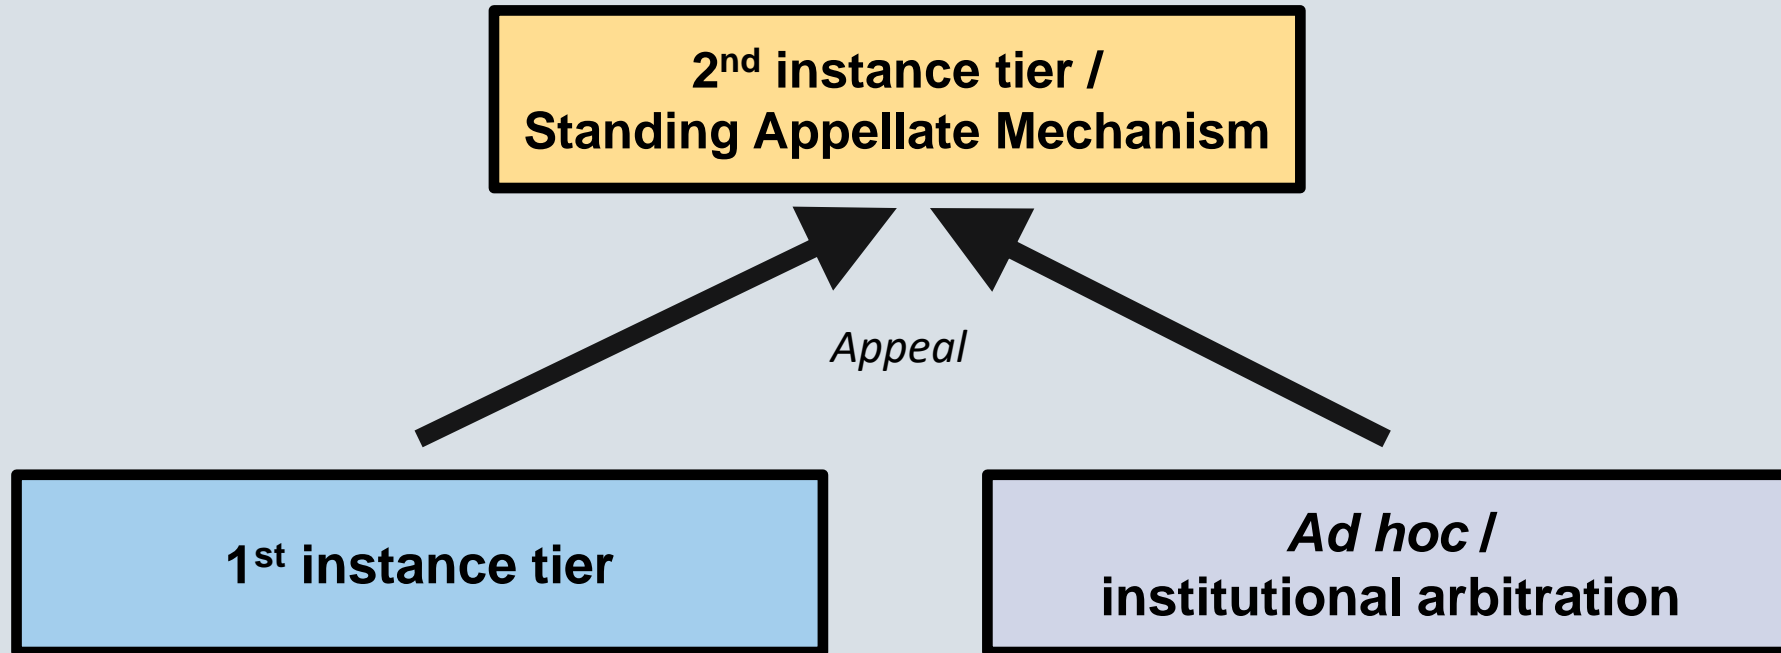 2nd instance tier /
Standing Appellate Mechanism
Appeal
1st instance tier
Ad hoc /
institutional arbitration